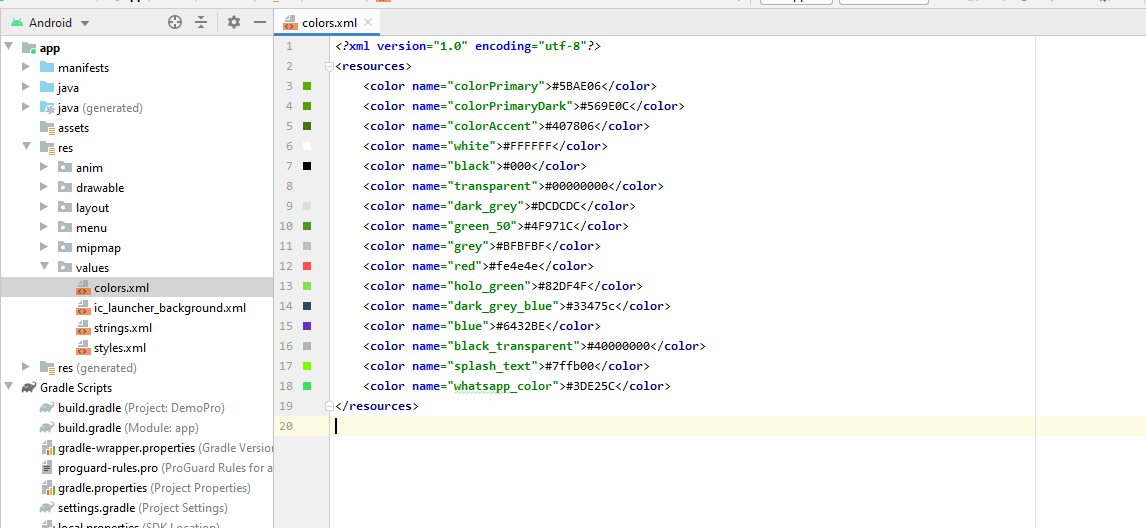 Android
colors.xml
app
manifests
java
java (generated)
assets
res
anim
drawable
layout
menu
mipmap
values
colors.xml
ic_launcher_background.xml
strings.xml
styles.xml
res (generated)
Gradle Scripts
build.gradle (Project: DemoPro)
build.gradle (Module: app)
gradle-wrapper.properties (Gradle Version
proguard-rules.pro (ProGuard Rules for a
gradle.properties (Project Properties)
settings.gradle (Project Settings)
local.properties (SDK Location)
1 <?xml version="1.0" encoding="utf-8"?>
2 <resources>
3 <color name="colorPrimary">#5BAE06</color>
4 <color name="colorPrimaryDark">#569E0C</color>
5 <color name="colorAccent">#407806</color>
6 <color name="white">#FFFFFF</color>
7 <color name="black">#000</color>
8 <color name="transparent">#00000000</color>
9 <color name="dark_grey">#DCDCDC</color>
10 <color name="green_50">#4F971C</color>
11 <color name="grey">#BFBFBF</color>
12 <color name="red">#fe4e4e</color>
13 <color name="holo_green">#82DF4F</color>
14 <color name="dark_grey_blue">#33475c</color>
15 <color name="blue">#6432BE</color>
16 <color name="black_transparent">#40000000</color>
17 <color name="splash_text">#7ffb00</color>
18 <color name="whatsapp_color">#3DE25C</color>
19 </resources>
20